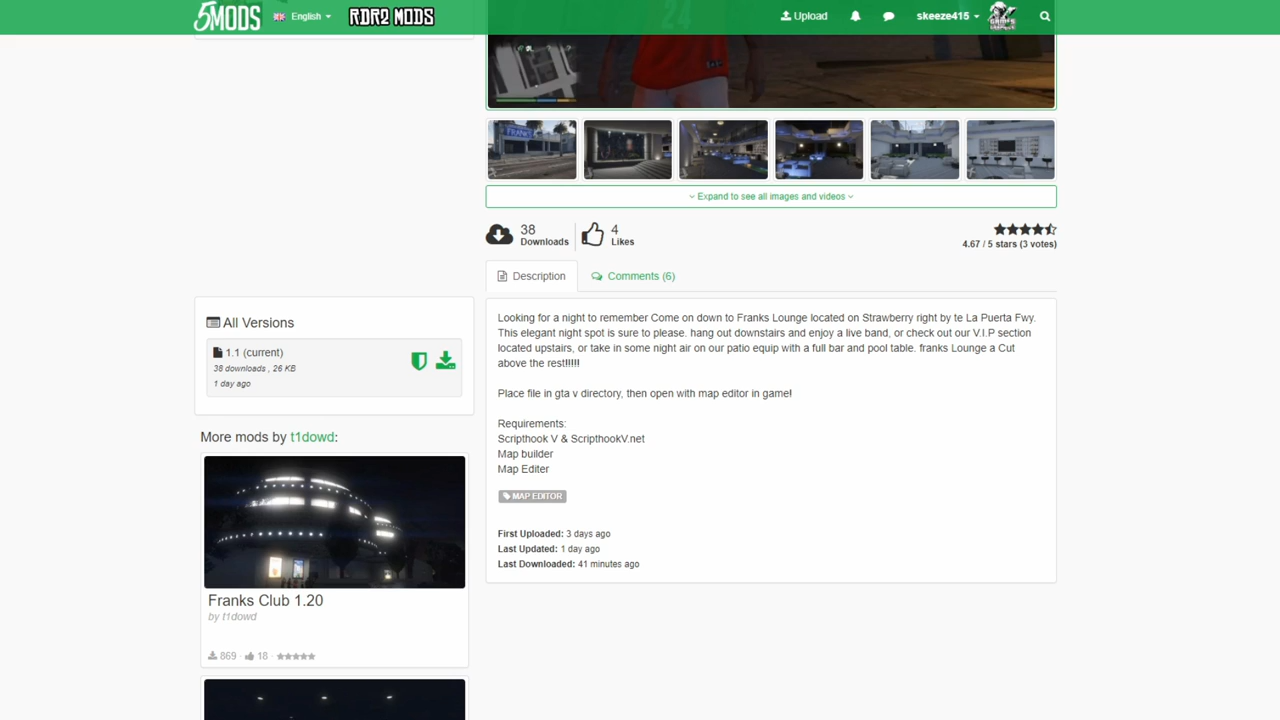 5MODS
English
RDR2 MODS
24
Upload
skeeze415
FRANKS
Expand to see all images and videos
38
Downloads
4
Likes
4.67 / 5 stars (3 votes)
Description
Comments (6)
Looking for a night to remember Come on down to Franks Lounge located on Strawberry right by te La Puerta Fwy.
This elegant night spot is sure to please. hang out downstairs and enjoy a live band, or check out our V.I.P section
located upstairs, or take in some night air on our patio equip with a full bar and pool table. franks Lounge a Cut
above the rest!!!!!
Place file in gta v directory, then open with map editor in game!
Requirements:
Scripthook V & ScripthookV.net
Map builder
Map Editer
MAP EDITOR
First Uploaded: 3 days ago
Last Updated: 1 day ago
Last Downloaded: 41 minutes ago
All Versions
1.1 (current)
38 downloads , 26 KB
1 day ago
More mods by t1dowd:
Franks Club 1.20
by t1dowd
869
18